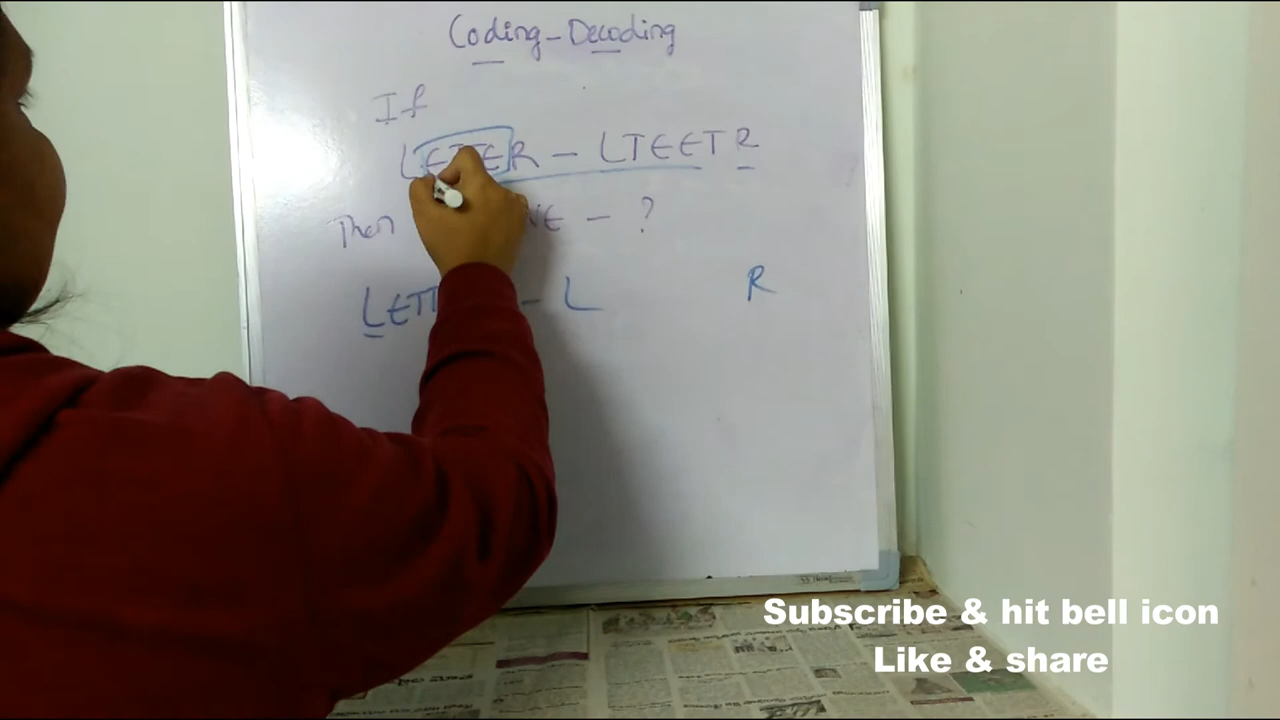 Coding-Decoding
If
LETTER - LTEETR
Then - ?
- L R
Subscribe & hit bell icon
Like & share